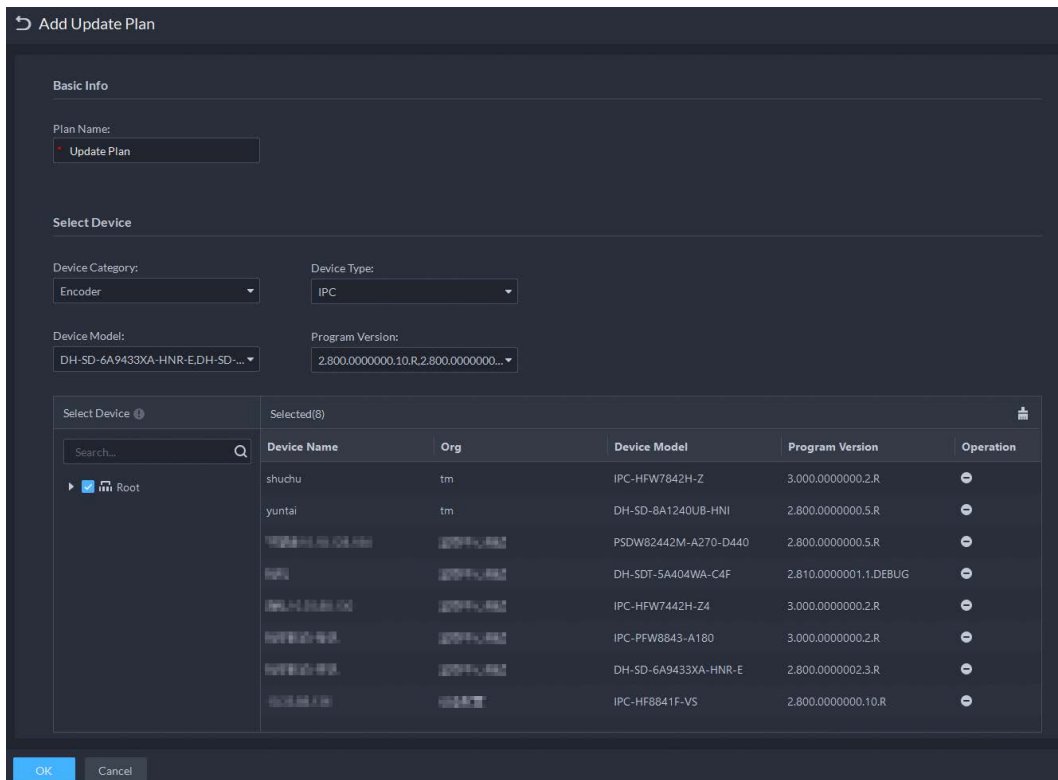 Add Update Plan
Basic Info
Plan Name:
* Update Plan
Select Device
Device Category: Device Type:
Encoder IPC
Device Model: Program Version:
DH-SD-6A9433XA-HNR-E,DH-SD-... 2.800.0000000.10.R,2.800.0000000...
Select Device Selected(8)
Search... Device Name Org Device Model Program Version Operation
shuchu tm IPC-HFW7842H-Z 3.000.0000000.2.R
Root
yuntai tm DH-SD-8A1240UB-HNI 2.800.0000000.5.R
PSDW82442M-A270-D440 2.800.0000000.5.R
DH-SDT-5A404WA-C4F 2.810.0000001.1.DEBUG
IPC-HFW7442H-Z4 3.000.0000000.2.R
IPC-PFW8843-A180 3.000.0000000.2.R
DH-SD-6A9433XA-HNR-E 2.800.0000002.3.R
IPC-HF8841F-VS 2.800.0000000.10.R
OK Cancel